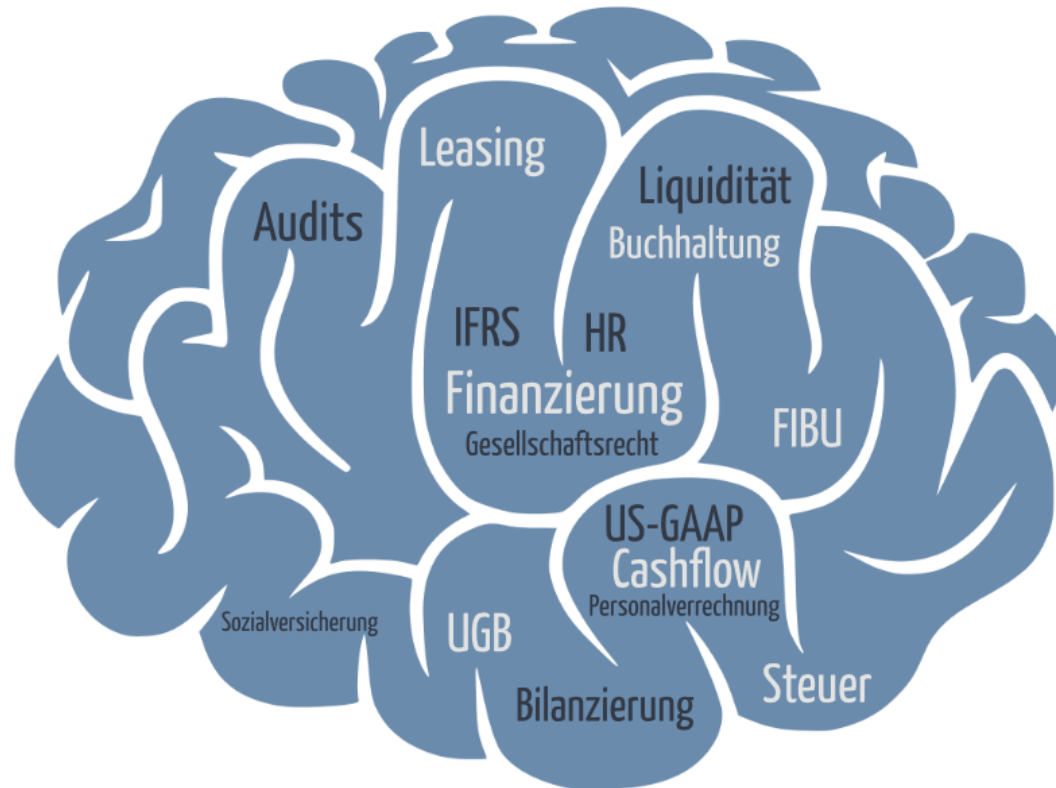 Leasing
Liquidität
Audits
Buchhaltung
IFRS
HR
Finanzierung
FIBU
Gesellschaftsrecht
US-GAAP
Cashflow
Personalverrechnung
Sozialversicherung
UGB
Steuer
Bilanzierung